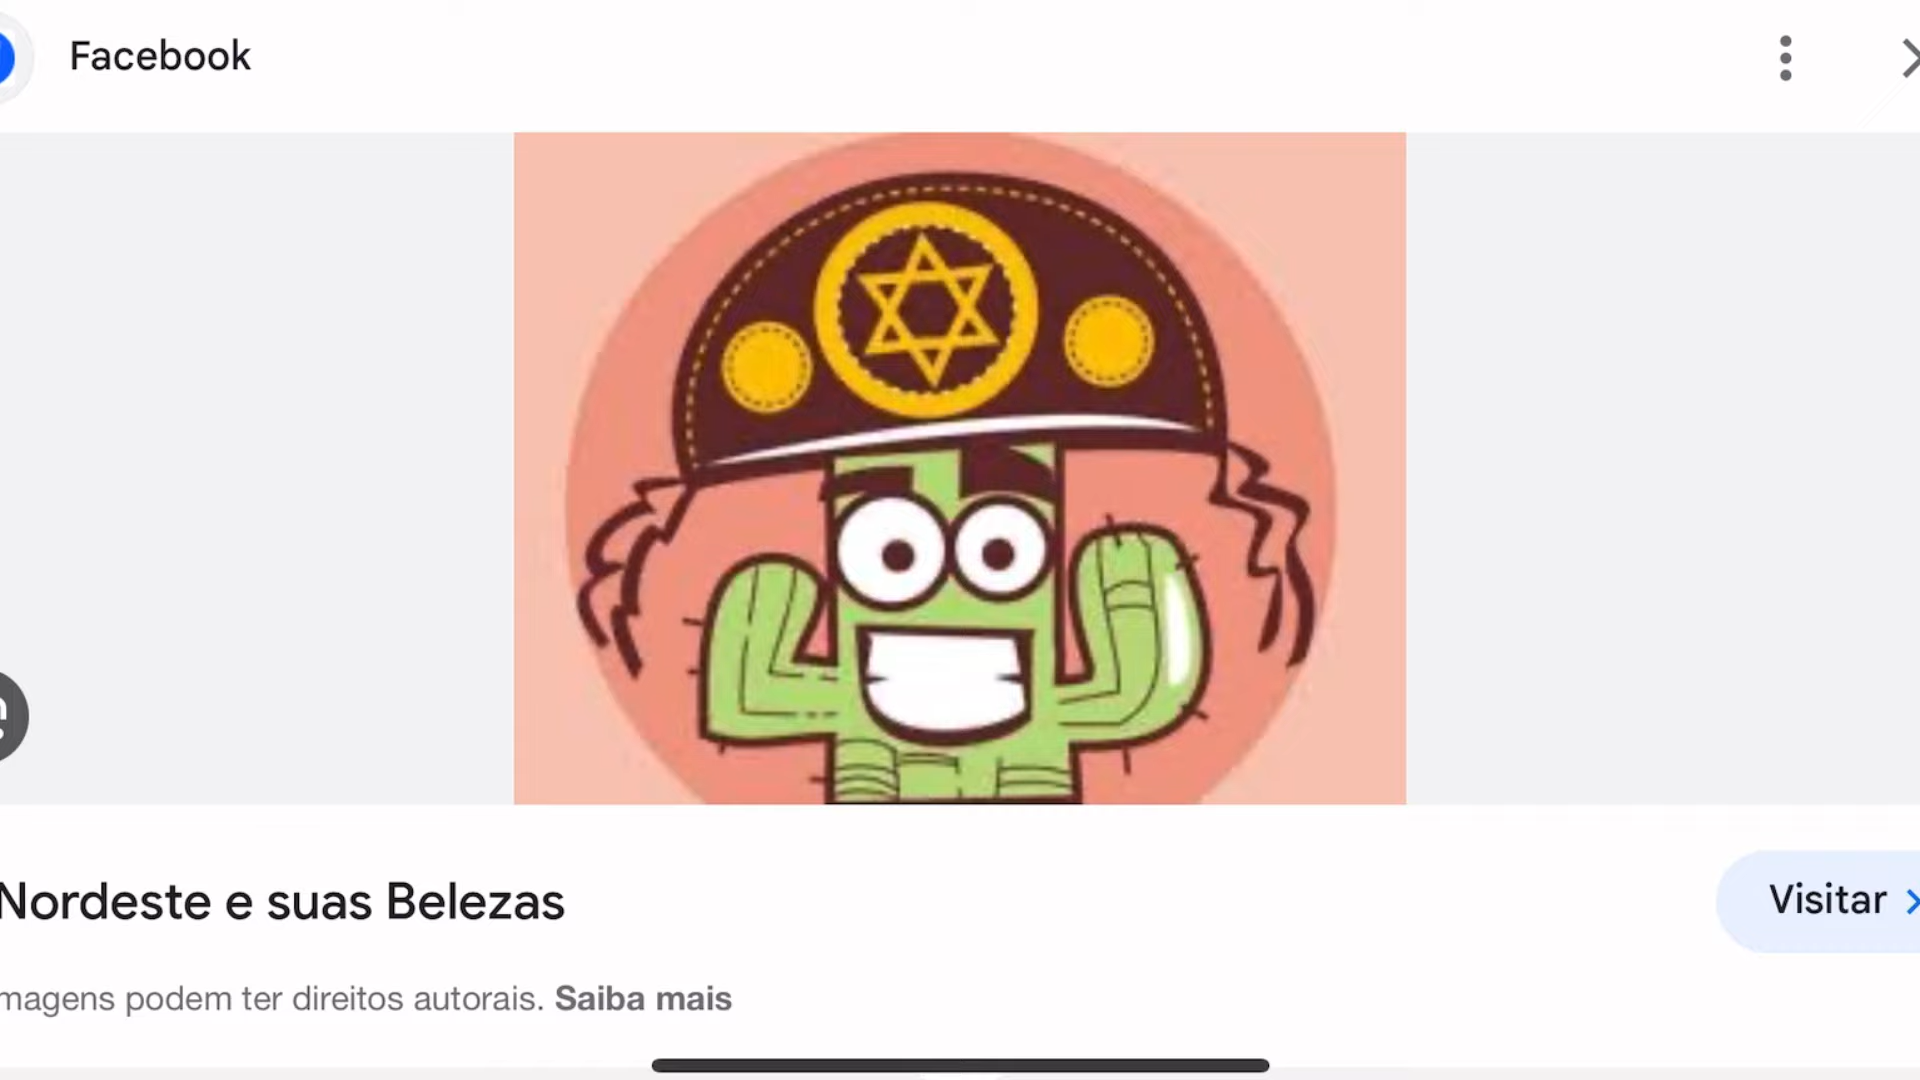 Facebook
Nordeste e suas Belezas
Visitar
magens podem ter direitos autorais. Saiba mais